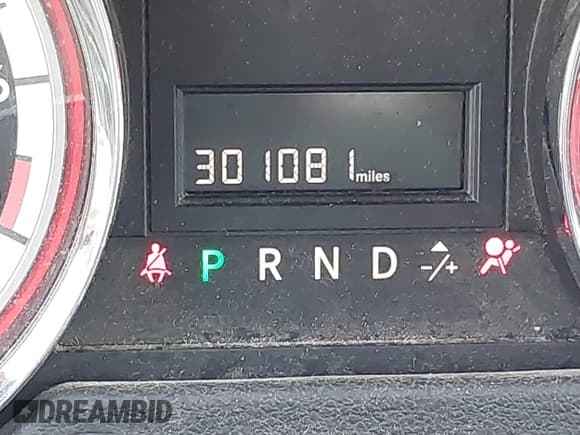 301081 miles
P R N D -/+
DREAMBID